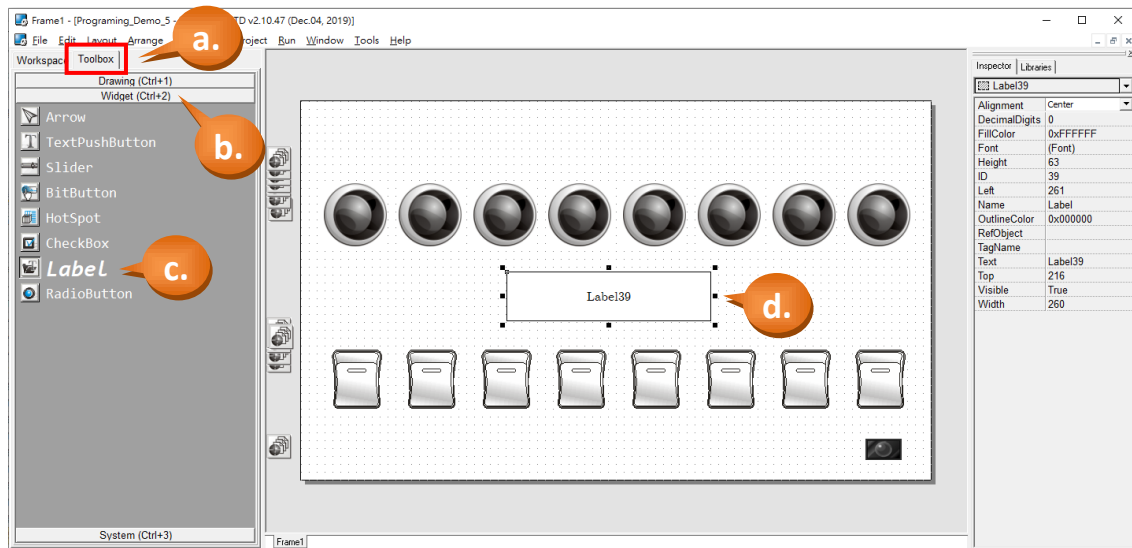 Frame1 - [Programing_Demo_5 - TD v2.10.47 (Dec.04, 2019)]
File Edit Layout Arrange Project Run Window Tools Help
a.
Workspace Toolbox
Drawing (Ctrl+1)
Widget (Ctrl+2)
b.
Arrow
TextPushButton
Slider
BitButton
HotSpot
CheckBox
Label
c.
RadioButton
System (Ctrl+3)
Label39
d.
Frame1
Inspector Libraries
Label39
Alignment Center
DecimalDigits 0
FillColor 0xFFFFFF
Font (Font)
Height 63
ID 39
Left 261
Name Label
OutlineColor 0x000000
RefObject
TagName
Text Label39
Top 216
Visible True
Width 260